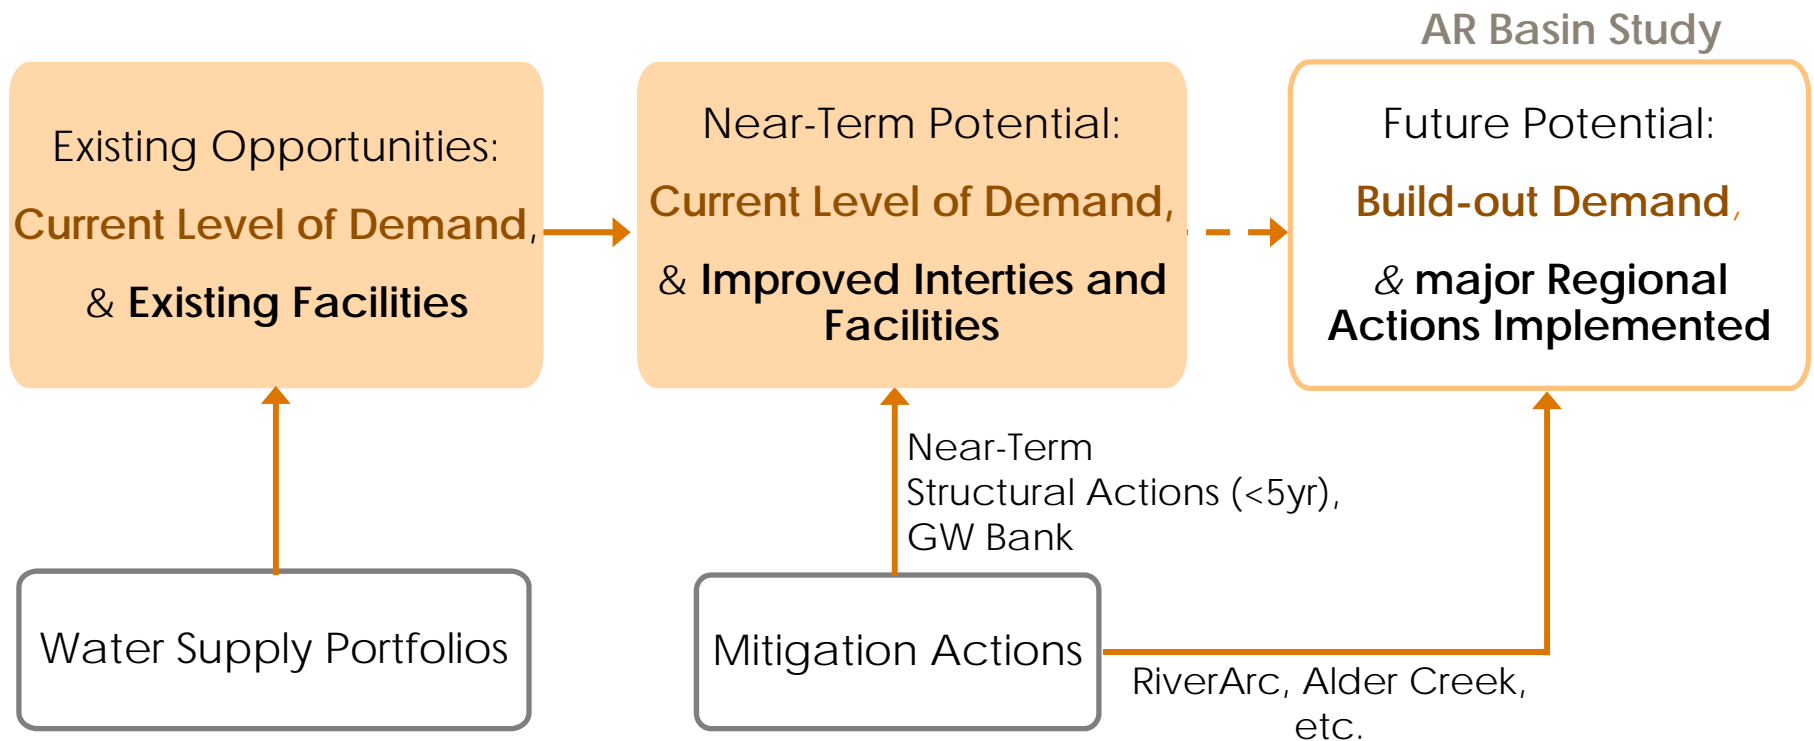 AR Basin Study
Existing Opportunities:
Current Level of Demand,
& Existing Facilities
Near-Term Potential:
Current Level of Demand,
& Improved Interties and
Facilities
Future Potential:
Build-out Demand,
& major Regional
Actions Implemented
Near-Term
Structural Actions (<5yr),
GW Bank
Water Supply Portfolios
Mitigation Actions
RiverArc, Alder Creek,
etc.